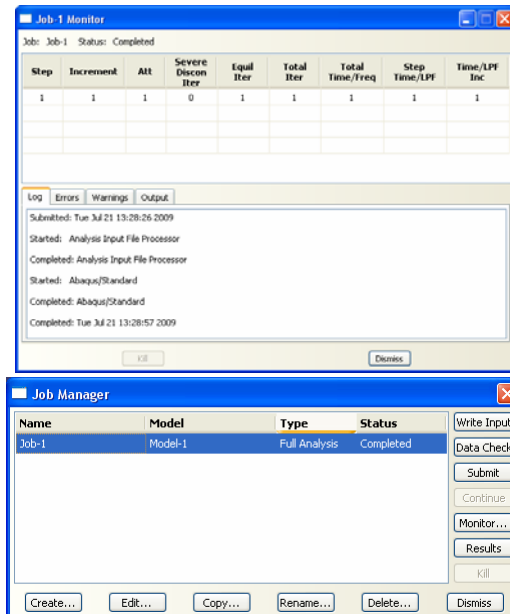 Job-1 Monitor
Job: Job-1 Status: Completed
Step Increment Att Severe Discon Iter Equil Iter Total Iter Total Time/Freq Step Time/LPF Time/LPF Inc
1 1 1 0 1 1 1 1 1
Log Errors Warnings Output
Submitted: Tue Jul 21 13:28:26 2009
Started: Analysis Input File Processor
Completed: Analysis Input File Processor
Started: Abaqus/Standard
Completed: Abaqus/Standard
Completed: Tue Jul 21 13:28:57 2009
Kill Dismiss
Job Manager
Name Model Type Status
Job-1 Model-1 Full Analysis Completed
Write Input
Data Check
Submit
Continue
Monitor...
Results
Kill
Create... Edit... Copy... Rename... Delete... Dismiss